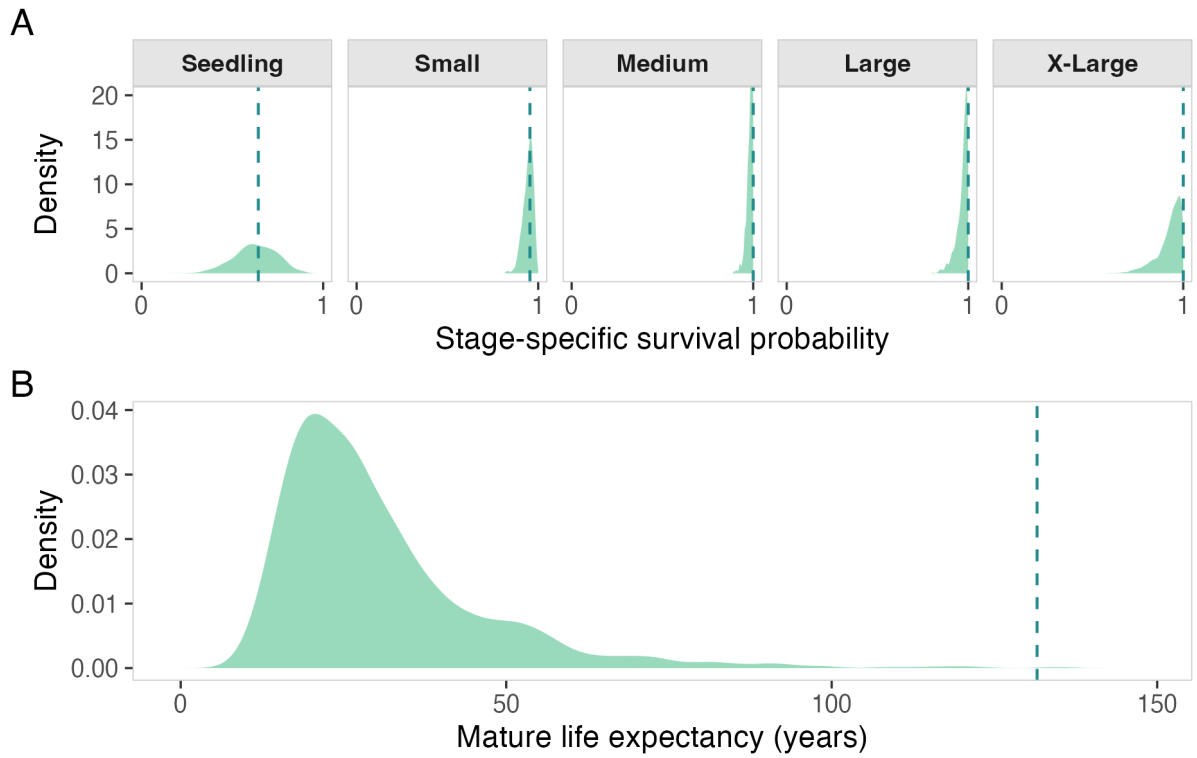 A
Seedling Small Medium Large X-Large
20
15
10
5
0
Density
0 1 0 1 0 1 0 1 0 1
Stage-specific survival probability
B
0.04
0.03
0.02
0.01
0.00
Density
0 50 100 150
Mature life expectancy (years)